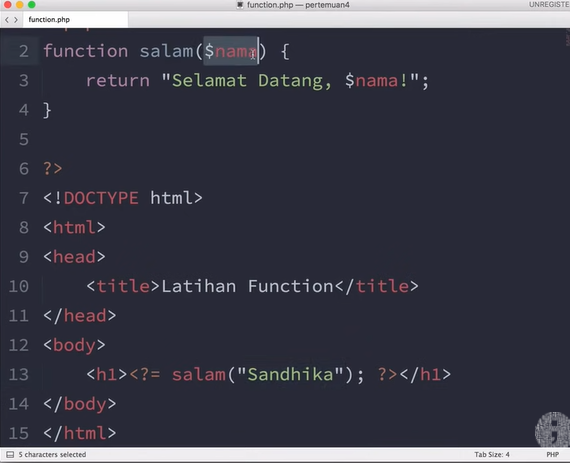 function.php — pertemuan4
UNREGISTE
function.php
2 function salam($nama) {
3 return "Selamat Datang, $nama!";
4 }
5
6 ?>
7 <!DOCTYPE html>
8 <html>
9 <head>
10 <title>Latihan Function</title>
11 </head>
12 <body>
13 <h1><?= salam("Sandhika"); ?></h1>
14 </body>
15 </html>
5 characters selected
Tab Size: 4
PHP